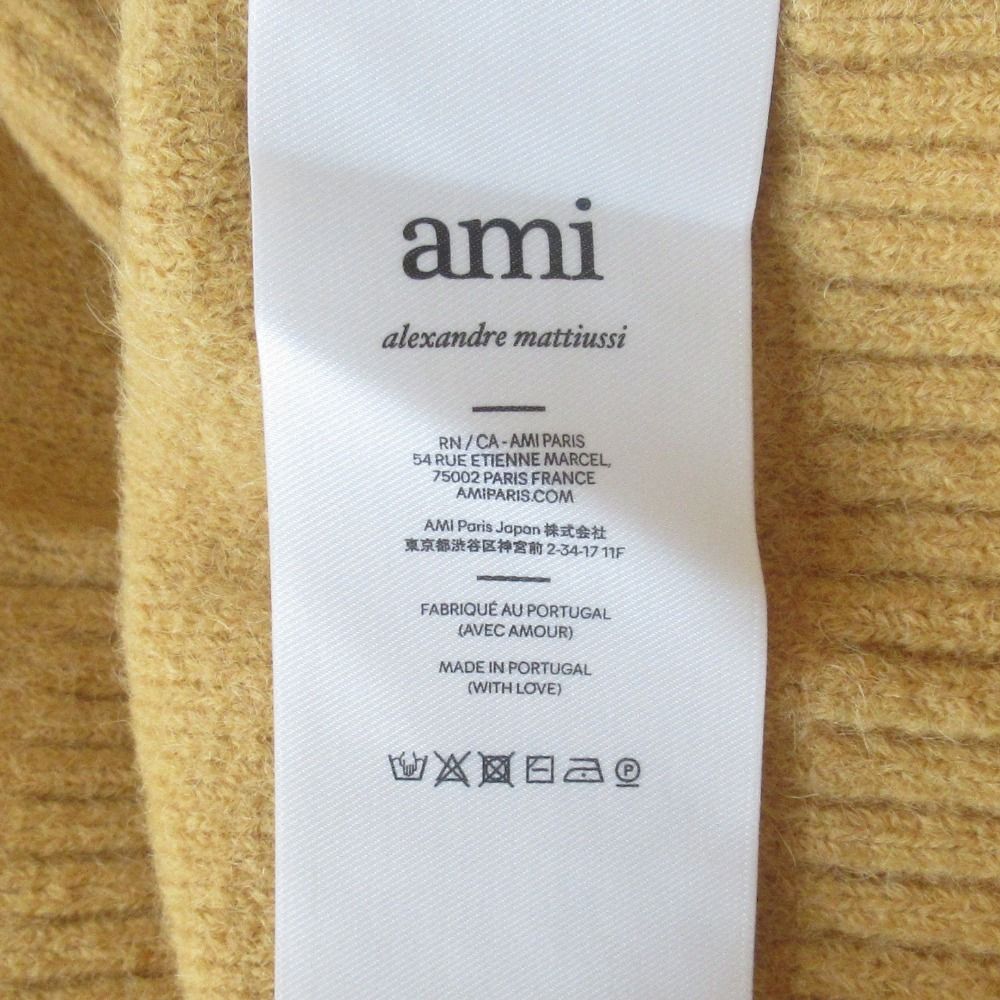 ami
alexandre mattiussi
RN / CA - AMI PARIS
54 RUE ETIENNE MARCEL,
75002 PARIS FRANCE
AMIPARIS.COM
AMI Paris Japan 株式会社
東京都渋谷区神宮前 2-34-17 11F
FABRIQUÉ AU PORTUGAL
(AVEC AMOUR)
MADE IN PORTUGAL
(WITH LOVE)
P